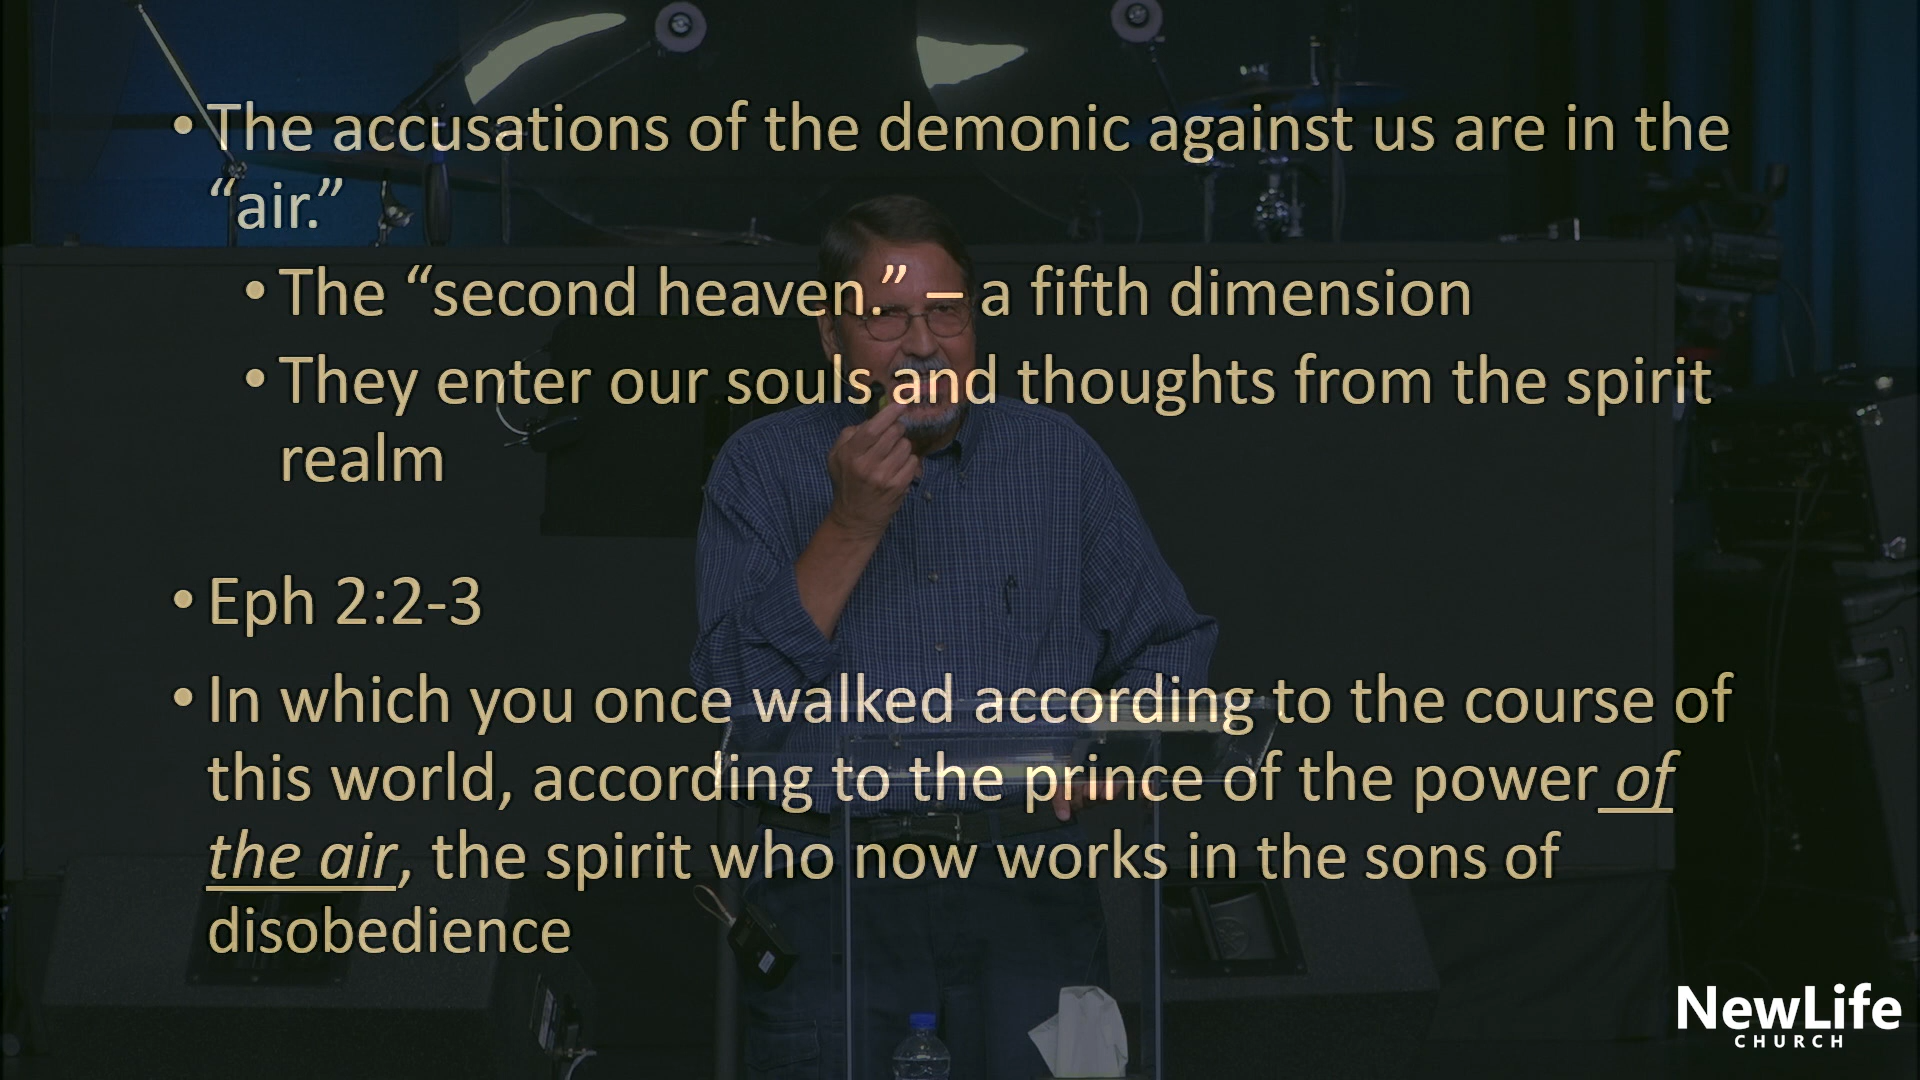 • The accusations of the demonic against us are in the
“air.”
• The “second heaven.” – a fifth dimension
• They enter our souls and thoughts from the spirit
realm
• Eph 2:2-3
• In which you once walked according to the course of
this world, according to the prince of the power of
the air, the spirit who now works in the sons of
disobedience
NewLife
CHURCH